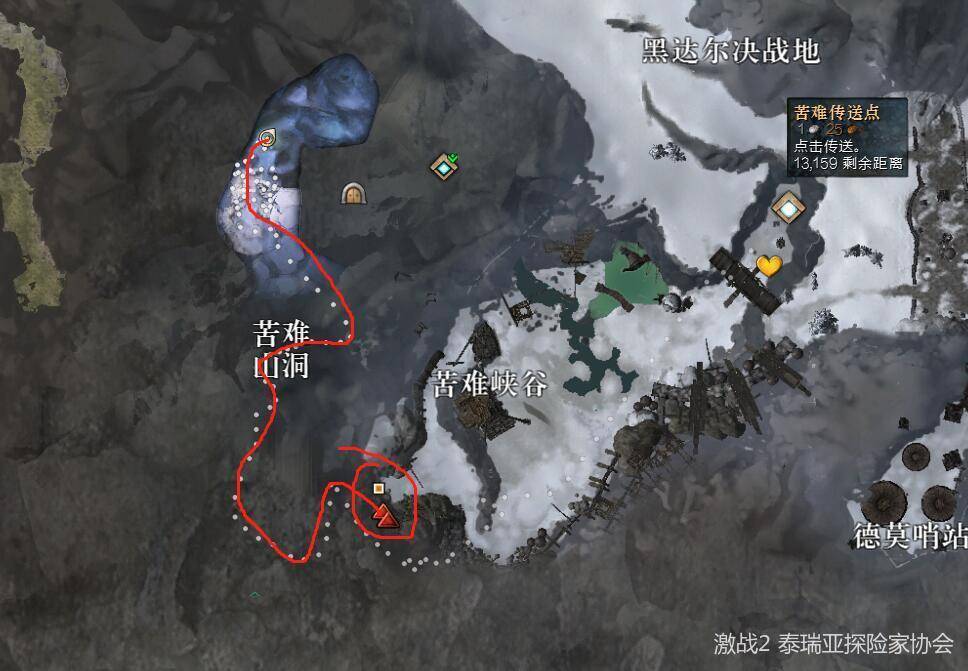 黑达尔决战地
苦难传送点
1 25
点击传送。
13,159 剩余距离
苦难
山洞
苦难峡谷
德莫哨站
激战2 泰瑞亚探险家协会